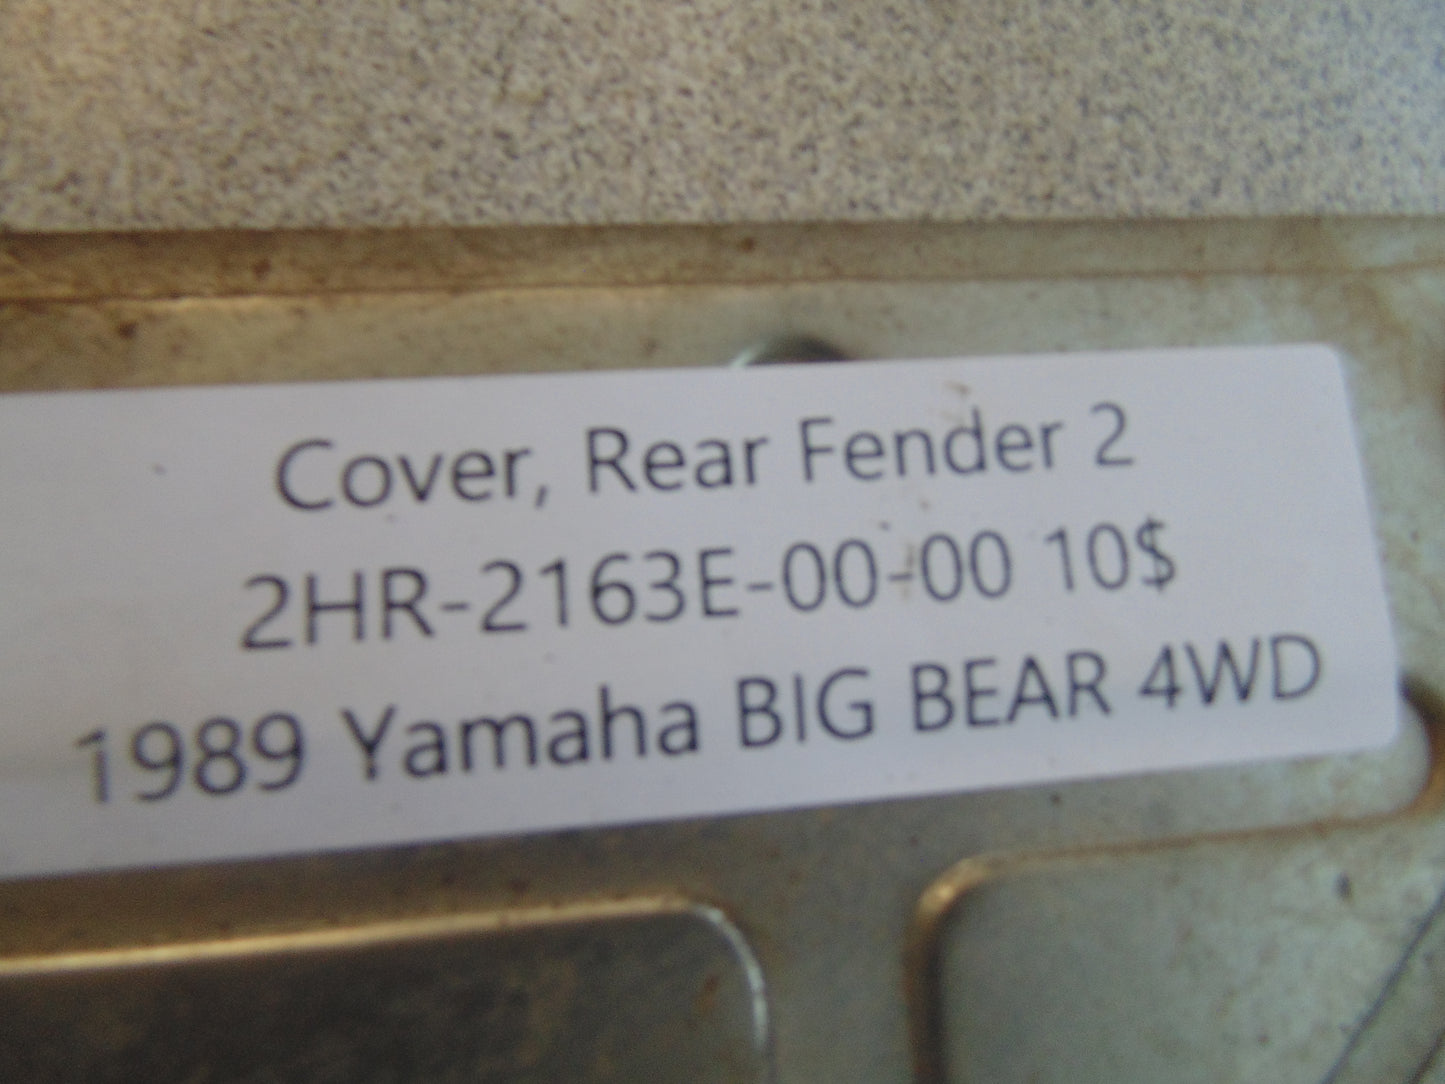 Cover, Rear Fender 2
2HR-2163E-00-00 10$
1989 Yamaha BIG BEAR 4WD